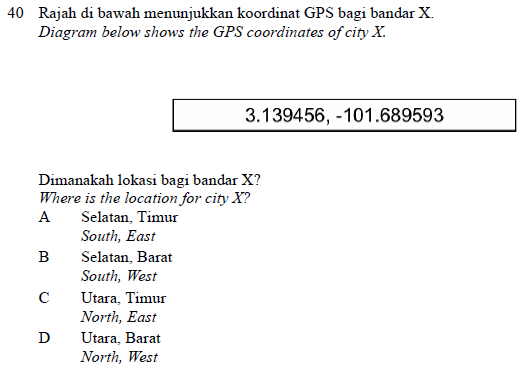 40 Rajah di bawah menunjukkan koordinat GPS bagi bandar X.
Diagram below shows the GPS coordinates of city X.
3.139456, -101.689593
Dimanakah lokasi bagi bandar X?
Where is the location for city X?
A Selatan, Timur
South, East
B Selatan, Barat
South, West
C Utara, Timur
North, East
D Utara, Barat
North, West